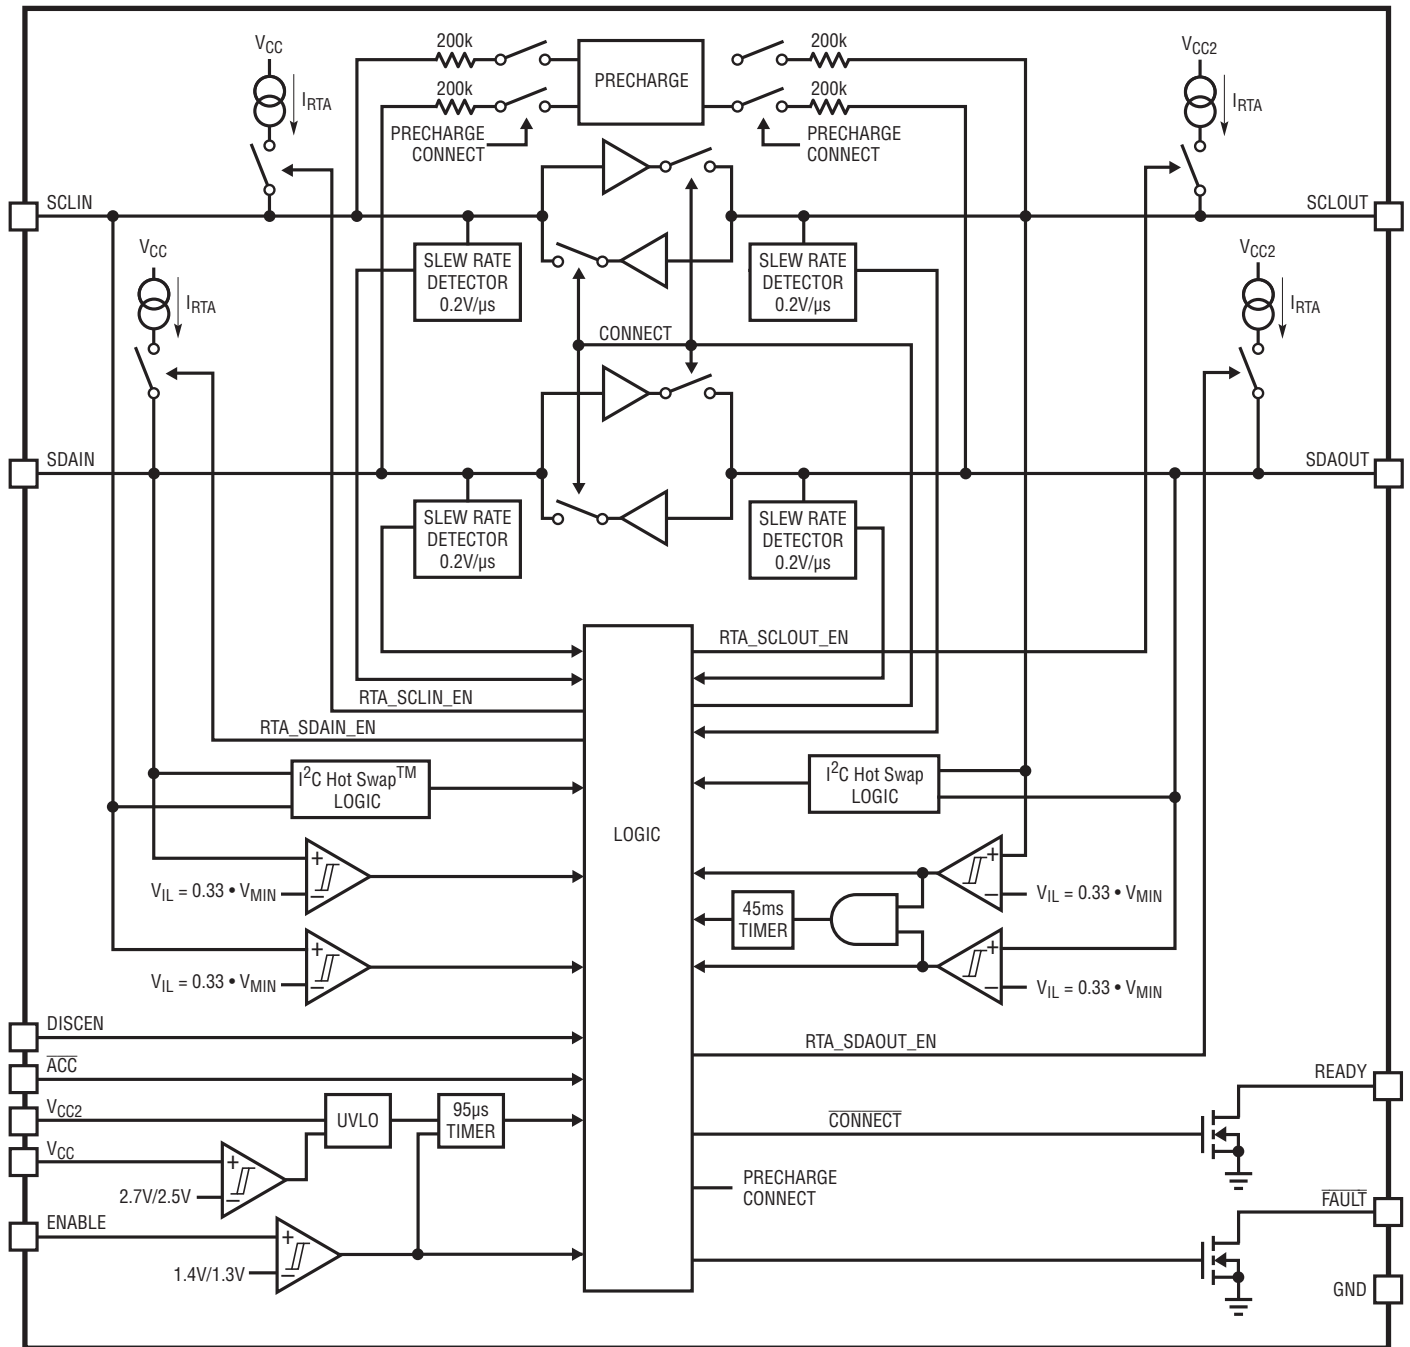 200k
200k
VCC
VCC2
PRECHARGE
IRTA
IRTA
200k
200k
PRECHARGE
CONNECT
PRECHARGE
CONNECT
SCLIN
SCLOUT
VCC
VCC2
SLEW RATE
DETECTOR
0.2V/µs
SLEW RATE
DETECTOR
0.2V/µs
IRTA
IRTA
CONNECT
SDAIN
SDAOUT
SLEW RATE
DETECTOR
0.2V/µs
SLEW RATE
DETECTOR
0.2V/µs
RTA_SCLOUT_EN
RTA_SCLIN_EN
RTA_SDAIN_EN
I2C Hot Swap™
LOGIC
I2C Hot Swap
LOGIC
LOGIC
+
−
VIL = 0.33 • VMIN
+
−
VIL = 0.33 • VMIN
45ms
TIMER
+
−
VIL = 0.33 • VMIN
+
−
VIL = 0.33 • VMIN
DISCEN
RTA_SDAOUT_EN
ACC
READY
VCC2
UVLO
95µs
TIMER
CONNECT
VCC
+
−
2.7V/2.5V
PRECHARGE
CONNECT
FAULT
ENABLE
+
−
1.4V/1.3V
GND